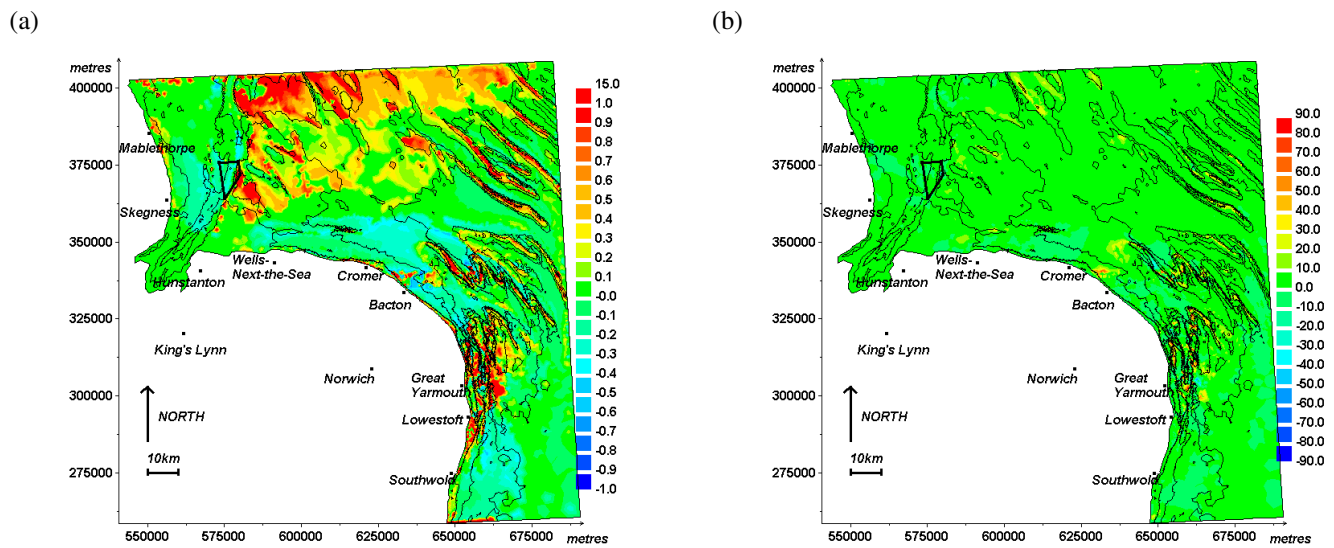 (a)
(b)
metres
400000
375000
350000
325000
300000
275000
Mablethorpe
Skegness
Hunstanton
Wells-
Next-the-Sea
Cromer
Bacton
King's Lynn
Norwich
Great
Yarmouth
Lowestoft
Southwold
NORTH
10km
550000 575000 600000 625000 650000 675000 metres
15.0
1.0
0.9
0.8
0.7
0.6
0.5
0.4
0.3
0.2
0.1
-0.0
-0.1
-0.2
-0.3
-0.4
-0.5
-0.6
-0.7
-0.8
-0.9
-1.0
metres
400000
375000
350000
325000
300000
275000
Mablethorpe
Skegness
Hunstanton
Wells-
Next-the-Sea
Cromer
Bacton
King's Lynn
Norwich
Great
Yarmouth
Lowestoft
Southwold
NORTH
10km
550000 575000 600000 625000 650000 675000 metres
90.0
80.0
70.0
60.0
50.0
40.0
30.0
20.0
10.0
0.0
-10.0
-20.0
-30.0
-40.0
-50.0
-60.0
-70.0
-80.0
-90.0